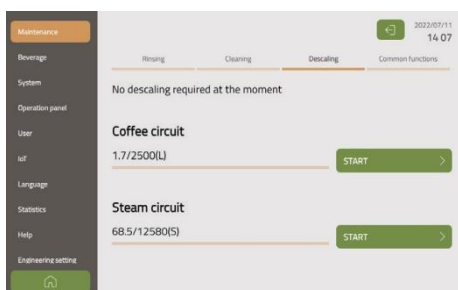 Maintenance
Beverage
System
Operation panel
User
IoT
Language
Statistics
Help
Engineering setting
2022/07/11
14 07
Rinsing
Cleaning
Descaling
Common functions
No descaling required at the moment
Coffee circuit
1.7/2500(L)
START
Steam circuit
68.5/12580(S)
START